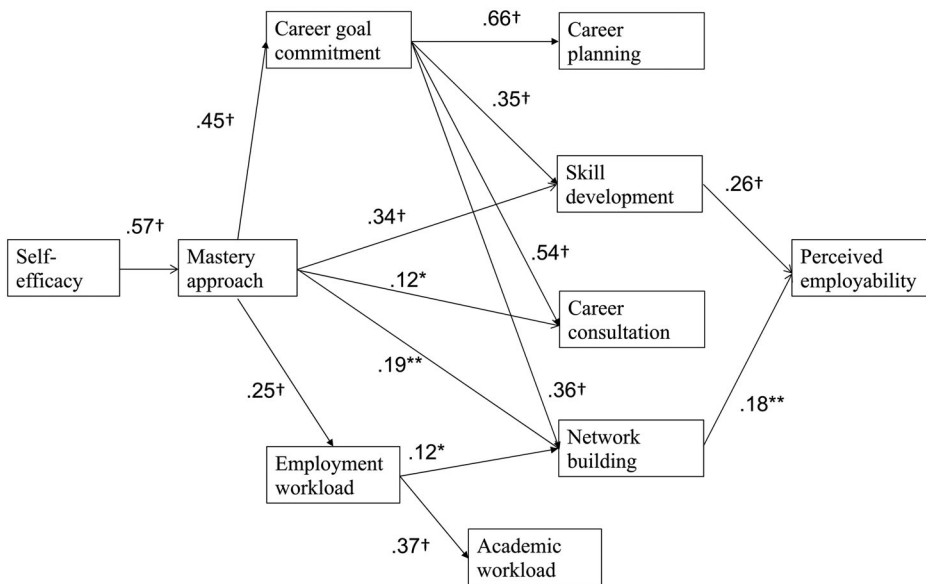 Career goal
commitment
.66†
Career
planning
.45†
.35†
Skill
development
.26†
.34†
.57†
Self-
efficacy
Mastery
approach
.54†
.12*
Perceived
employability
Career
consultation
.19**
.25†
.36†
.18**
Network
building
.12*
Employment
workload
.37†
Academic
workload